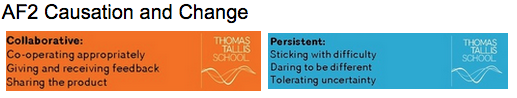 AF2 Causation and Change
Collaborative:
Co-operating appropriately
Giving and receiving feedback
Sharing the product
THOMAS
TALLIS
SCHOOL
Persistent:
Sticking with difficulty
Daring to be different
Tolerating uncertainty
THOMAS
TALLIS
SCHOOL